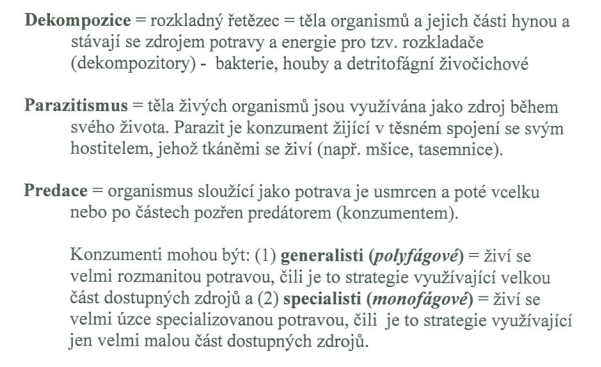 Dekompozice = rozkladný řetězec = těla organismů a jejich části hynou a
stávají se zdrojem potravy a energie pro tzv. rozkladače
(dekompozitory) - bakterie, houby a detritofágní živočichové
Parazitismus = těla živých organismů jsou využívána jako zdroj během
svého života. Parazit je konzument žijící v těsném spojení se svým
hostitelem, jehož tkáněmi se živí (např. mšice, tasemnice).
Predace = organismus sloužící jako potrava je usmrcen a poté vcelku
nebo po částech pozřen predátorem (konzumentem).
Konzumenti mohou být: (1) generalisti (polyfágové) = živí se
velmi rozmanitou potravou, čili je to strategie využívající velkou
část dostupných zdrojů a (2) specialisti (monofágové) = živí se
velmi úzce specializovanou potravou, čili je to strategie využívající
jen velmi malou část dostupných zdrojů.